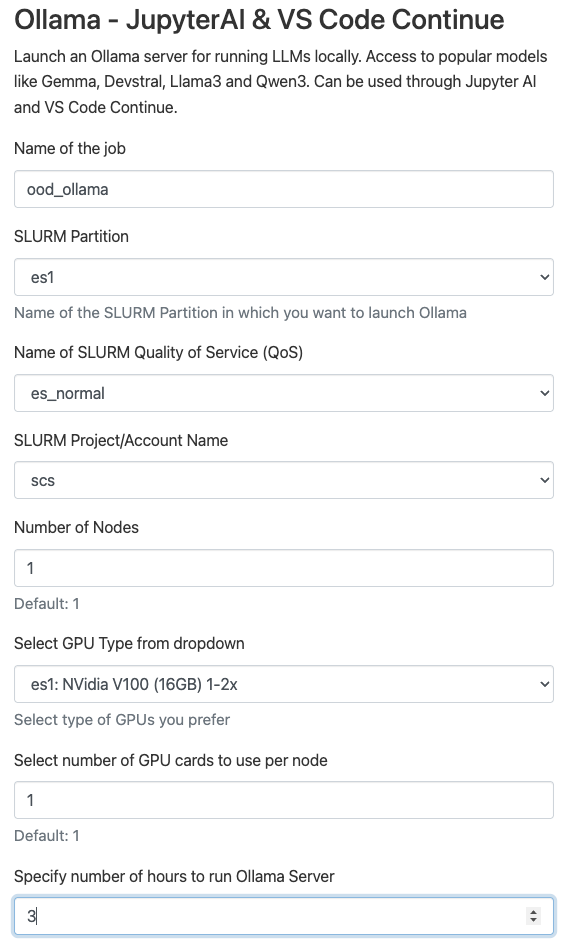 Ollama - JupyterAI & VS Code Continue
Launch an Ollama server for running LLMs locally. Access to popular models
like Gemma, Devstral, Llama3 and Qwen3. Can be used through Jupyter AI
and VS Code Continue.
Name of the job
ood_ollama
SLURM Partition
es1
Name of the SLURM Partition in which you want to launch Ollama
Name of SLURM Quality of Service (QoS)
es_normal
SLURM Project/Account Name
scs
Number of Nodes
1
Default: 1
Select GPU Type from dropdown
es1: NVidia V100 (16GB) 1-2x
Select type of GPUs you prefer
Select number of GPU cards to use per node
1
Default: 1
Specify number of hours to run Ollama Server
3